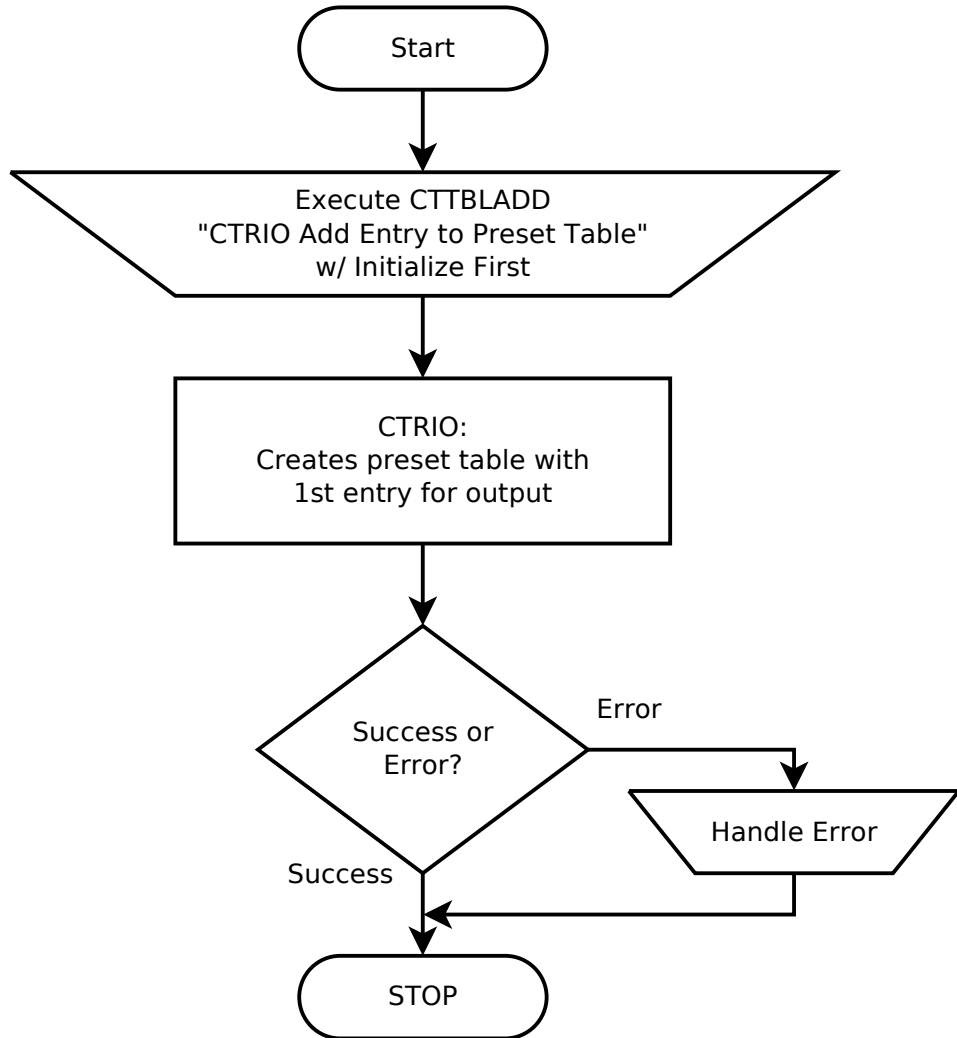 Start
Execute CTTBLADD
"CTRIO Add Entry to Preset Table"
w/ Initialize First
CTRIO:
Creates preset table with
1st entry for output
Error
Success or
Error?
Handle Error
Success
STOP